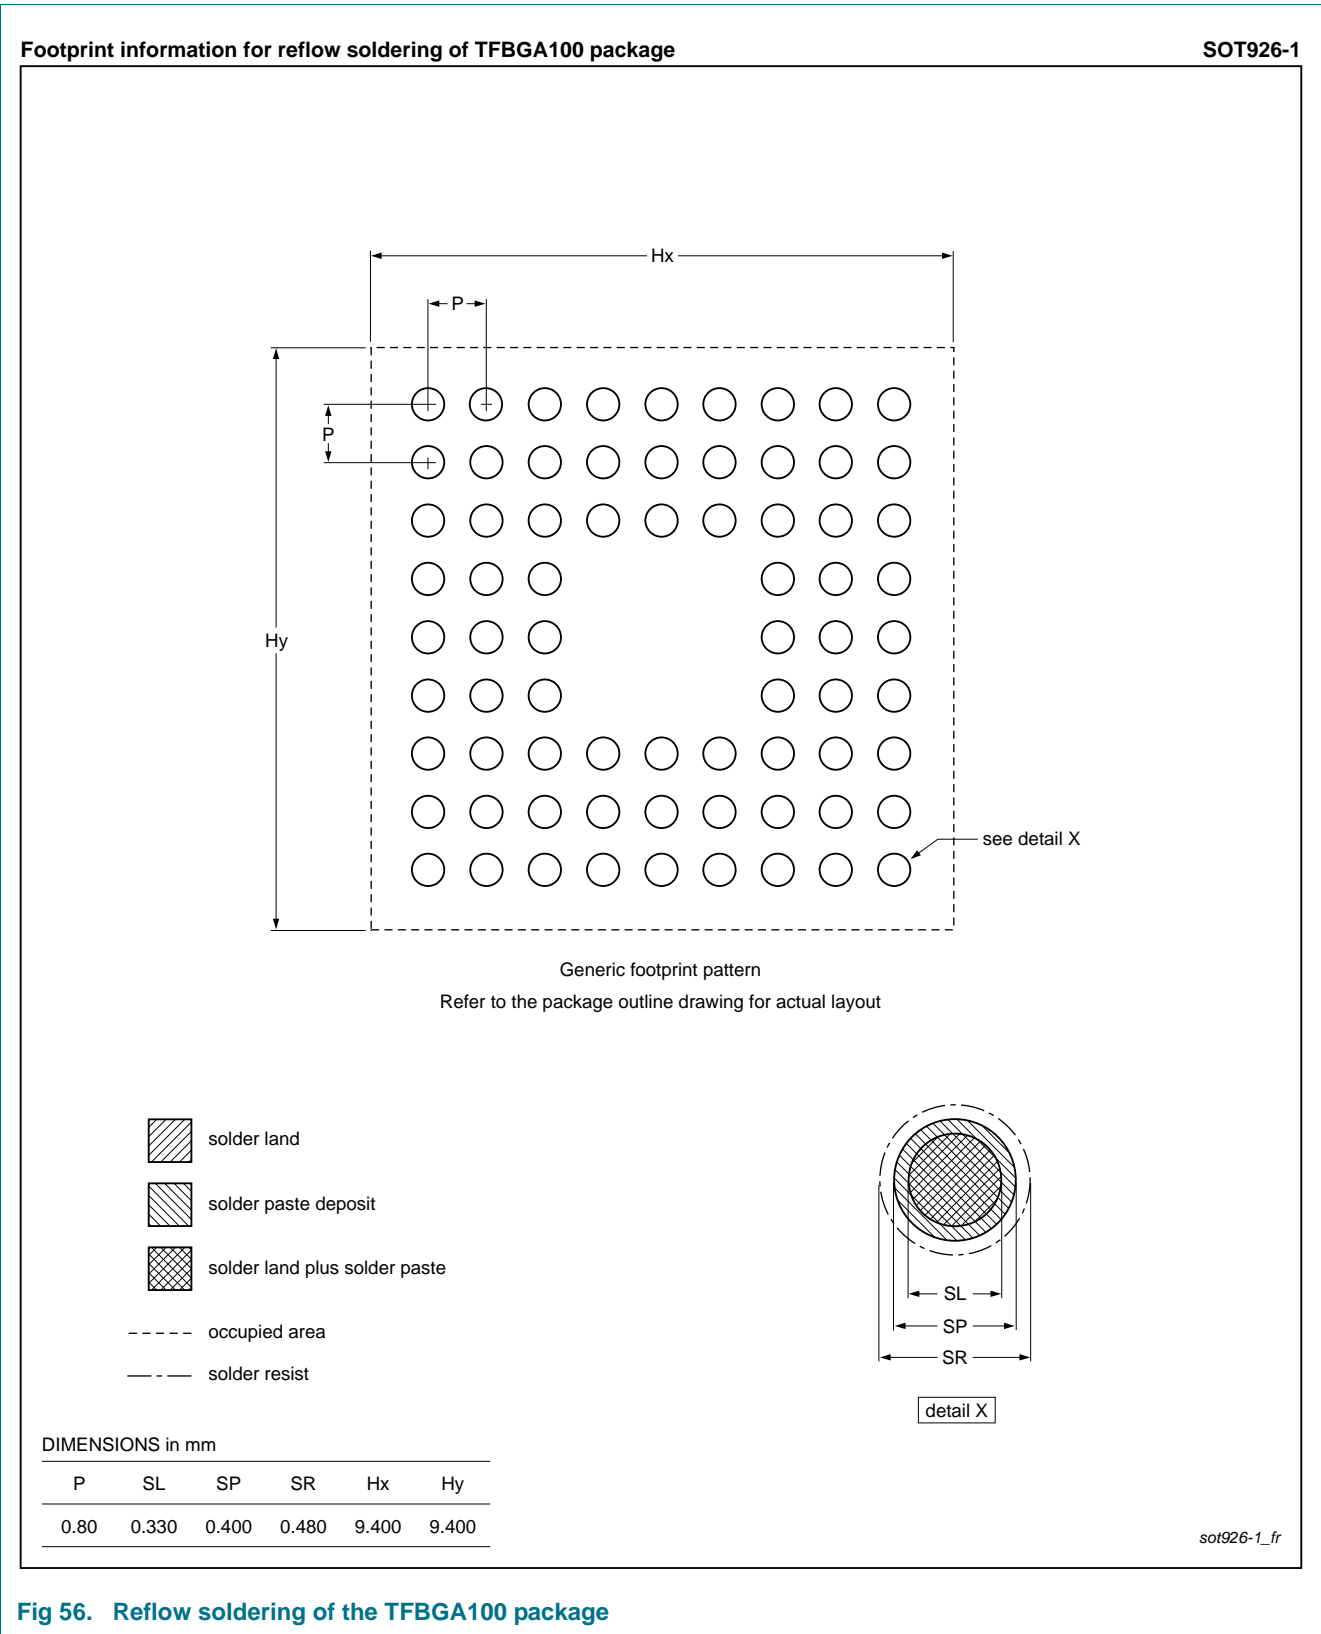 Footprint information for reflow soldering of TFBGA100 package SOT926-1
Hx
P
P
Hy
see detail X
Generic footprint pattern
Refer to the package outline drawing for actual layout
solder land
solder paste deposit
solder land plus solder paste
occupied area
solder resist
SL
SP
SR
detail X
DIMENSIONS in mm
P SL SP SR Hx Hy
0.80 0.330 0.400 0.480 9.400 9.400
sot926-1_fr
Fig 56. Reflow soldering of the TFBGA100 package